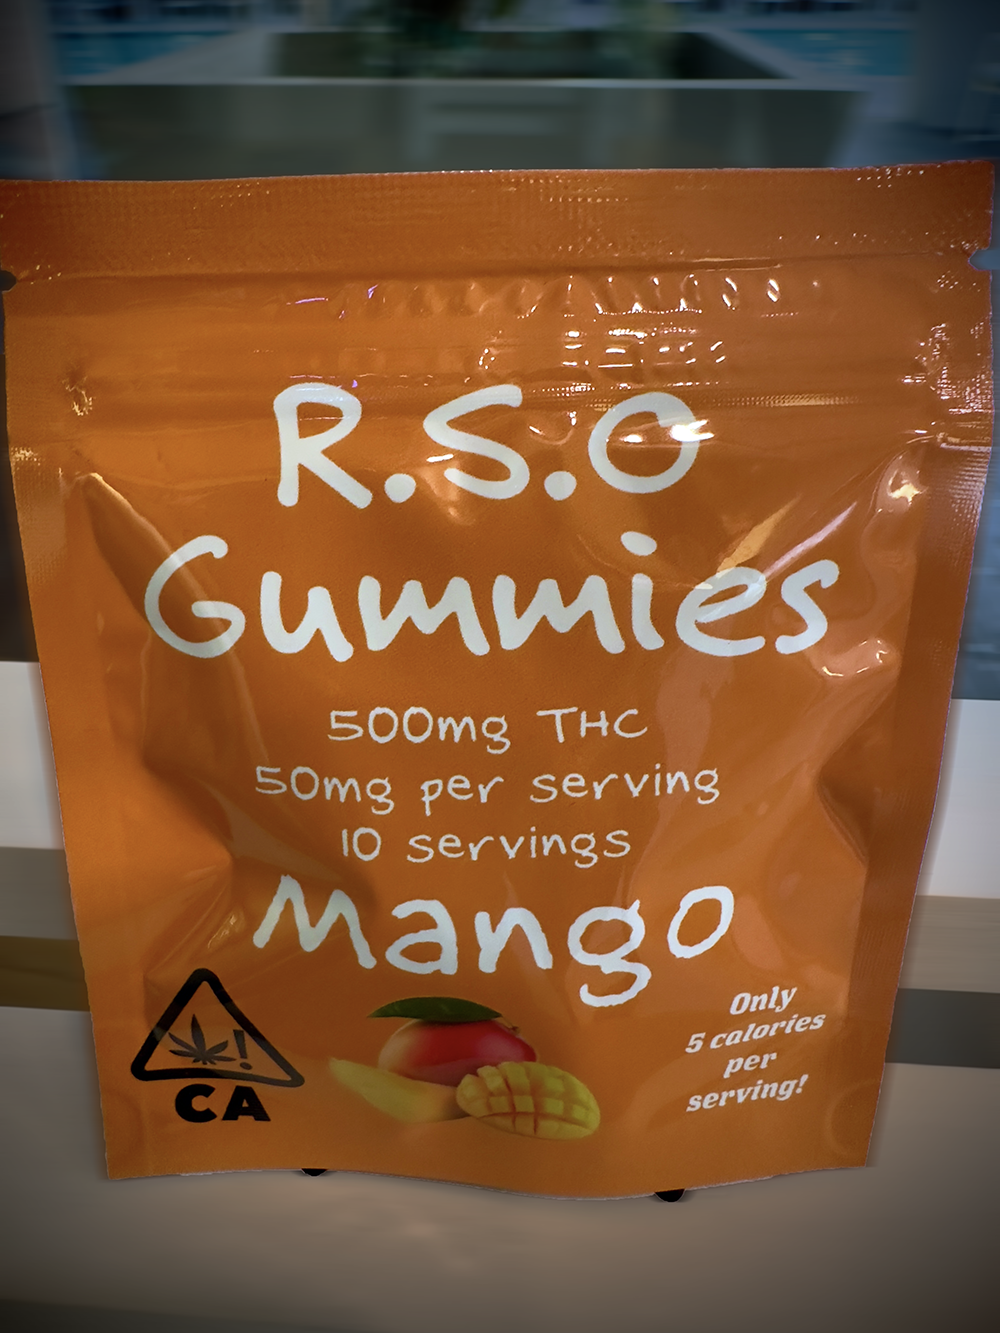 R.S.O
Gummies
500mg THC
50mg per serving
10 servings
Mango
!
CA
Only
5 calories
per
serving!